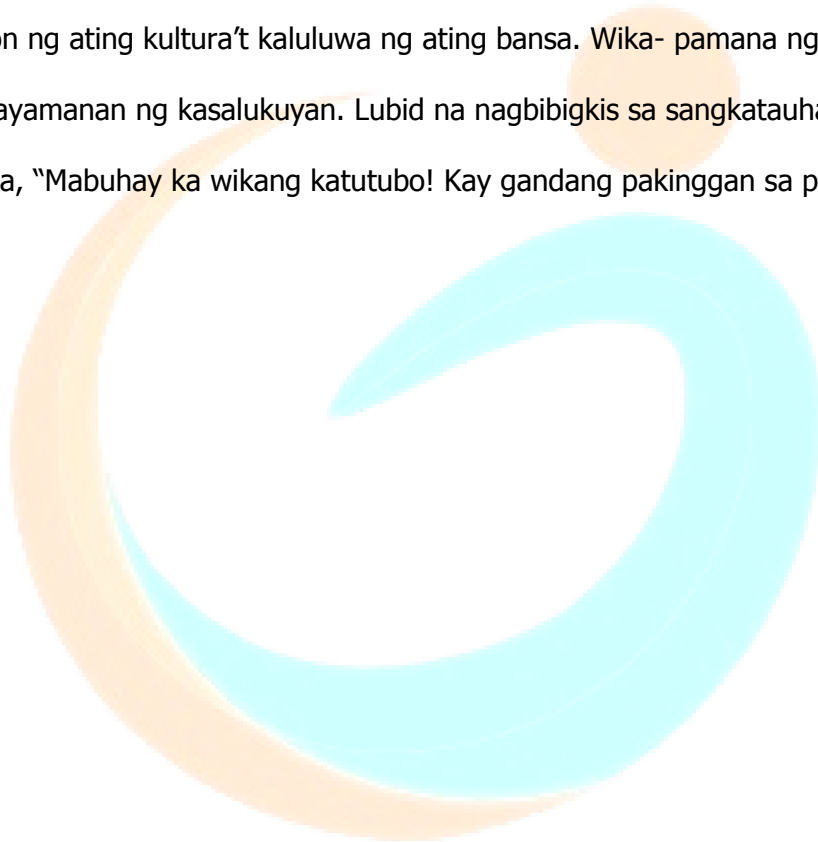 n ng ating kultura’t kaluluwa ng ating bansa. Wika- pamana ng
ayamanan ng kasalukuyan. Lubid na nagbibigkis sa sangkatauha
a, “Mabuhay ka wikang katutubo! Kay gandang pakinggan sa p